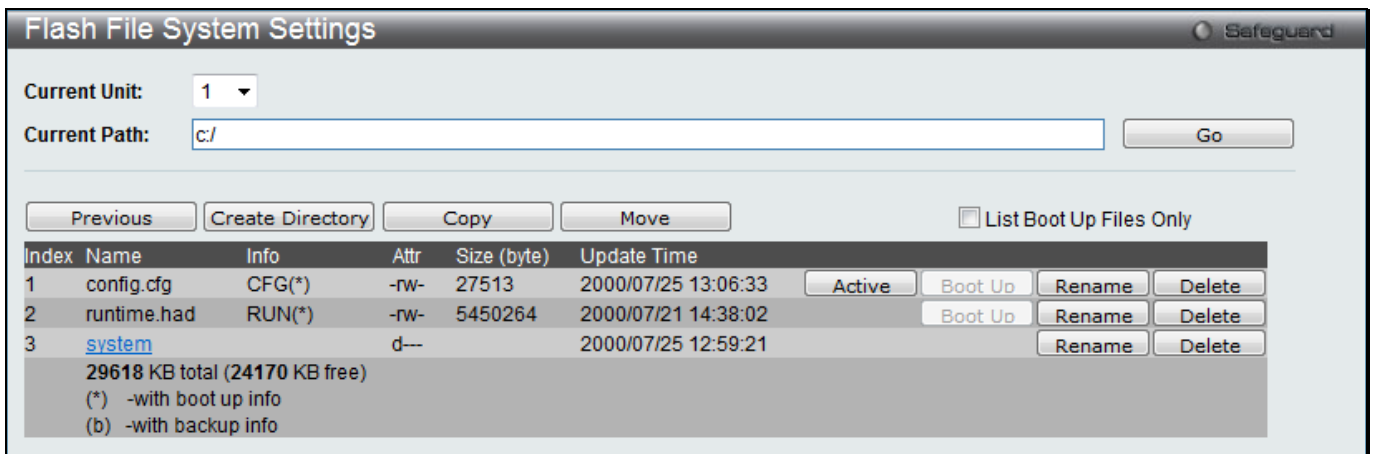 Flash File System Settings Safeguard
Current Unit: 1
Current Path: c:/ Go
Previous Create Directory Copy Move List Boot Up Files Only
Index Name Info Attr Size (byte) Update Time
1 config.cfg CFG(*) -rw- 27513 2000/07/25 13:06:33 Active Boot Up Rename Delete
2 runtime.had RUN(*) -rw- 5450264 2000/07/21 14:38:02 Boot Up Rename Delete
3 system d--- 2000/07/25 12:59:21 Rename Delete
29618 KB total (24170 KB free)
(*) -with boot up info
(b) -with backup info